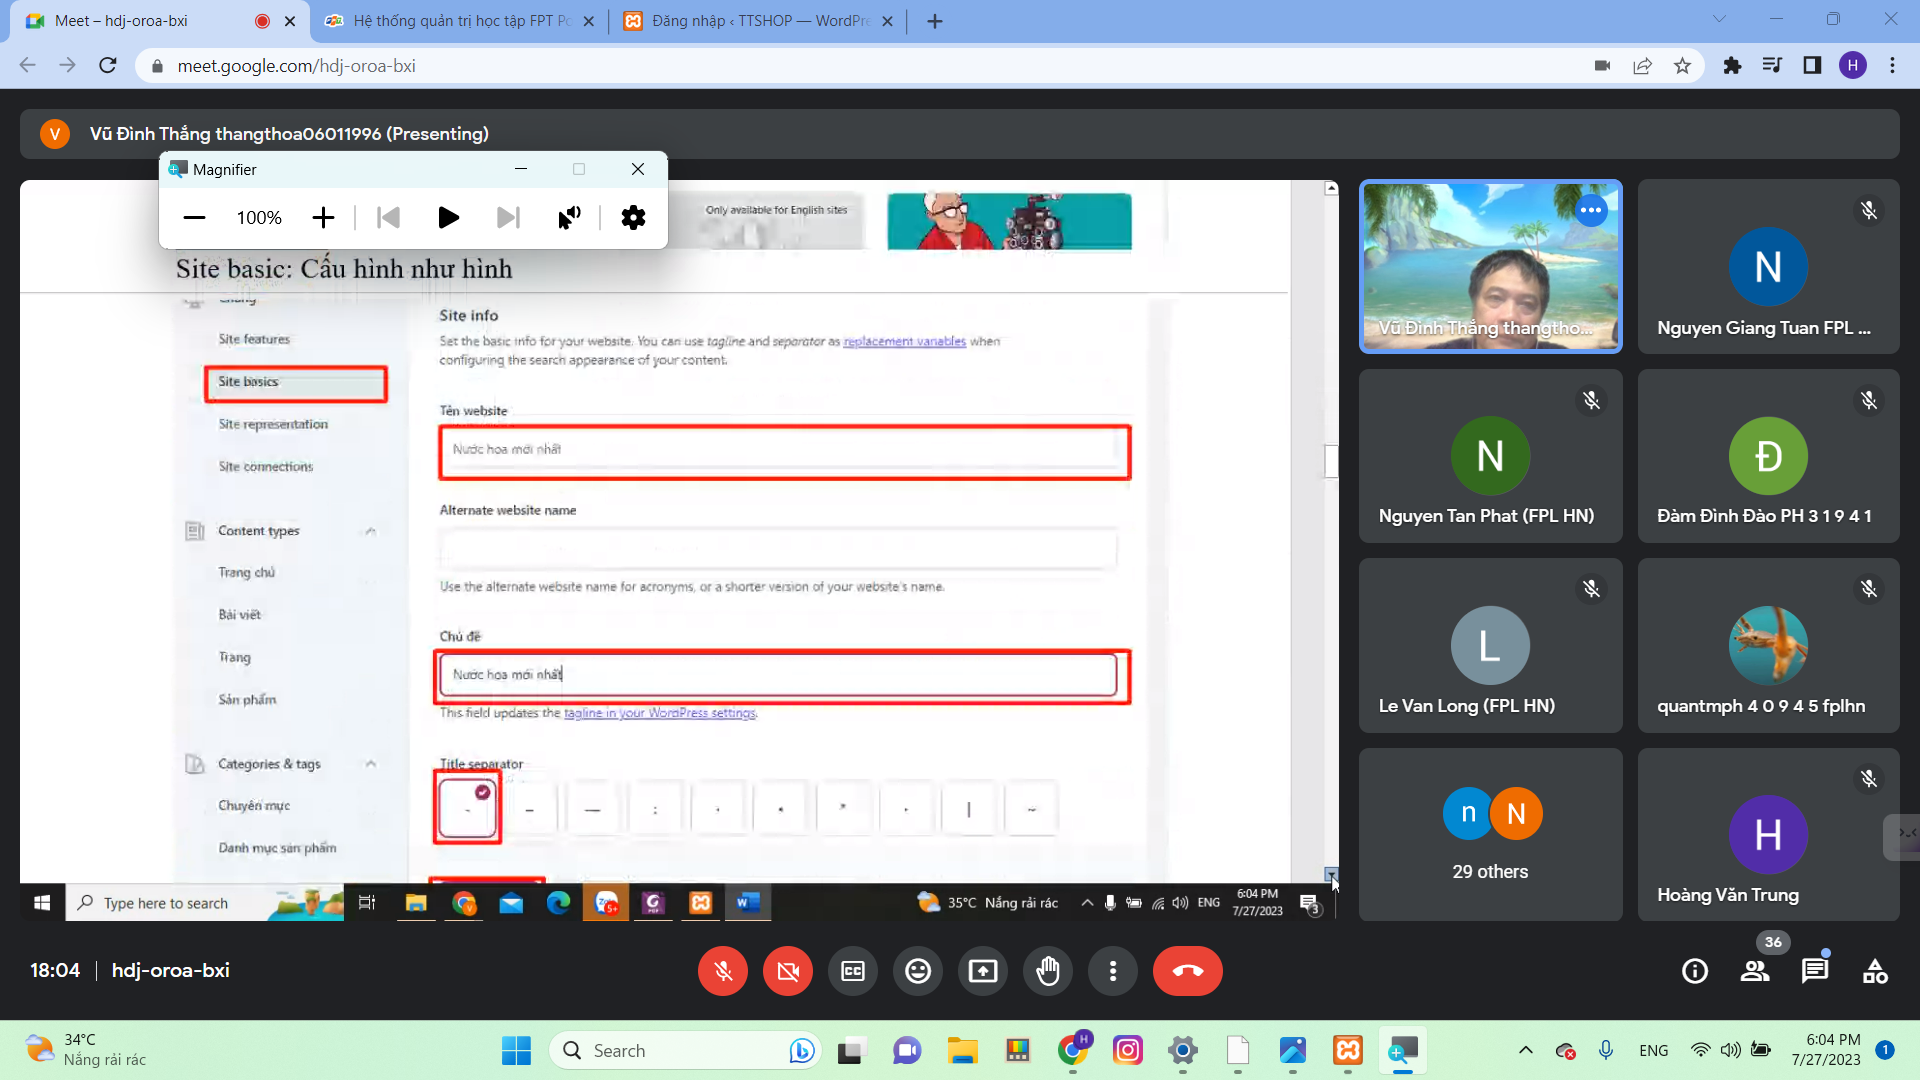 Meet – hdj-oroa-bxi
Hệ thống quản trị học tập FPT Po
Đăng nhập ‹ TTSHOP — WordPre
meet.google.com/hdj-oroa-bxi
H
V
Vũ Đình Thắng thangthoa06011996 (Presenting)
Magnifier
100%
Only available for English sites
Site basic: Cấu hình như hình
Chung
Site features
Site basics
Site representation
Site connections
Content types
Trang chủ
Bài viết
Trang
Sản phẩm
Categories & tags
Chuyên mục
Danh mục sản phẩm
Site info
Set the basic info for your website. You can use tagline and separator as replacement variables when
configuring the search appearance of your content.
Tên website
Nước hoa mới nhất
Alternate website name
Use the alternate website name for acronyms, or a shorter version of your website's name.
Chủ đề
Nước hoa mới nhất
This field updates the tagline in your WordPress settings.
Title separator
Type here to search
35°C Nắng rải rác
ENG
6:04 PM
7/27/2023
3
Vũ Đình Thắng thangtho...
N
Nguyen Giang Tuan FPL ...
N
Nguyen Tan Phat (FPL HN)
Đ
Đàm Đình Đào PH 3 1 9 4 1
L
Le Van Long (FPL HN)
quantmph 4 0 9 4 5 fplhn
n N
29 others
H
Hoàng Văn Trung
18:04 | hdj-oroa-bxi
36
34°C
Nắng rải rác
Search
H
ENG
6:04 PM
7/27/2023
1